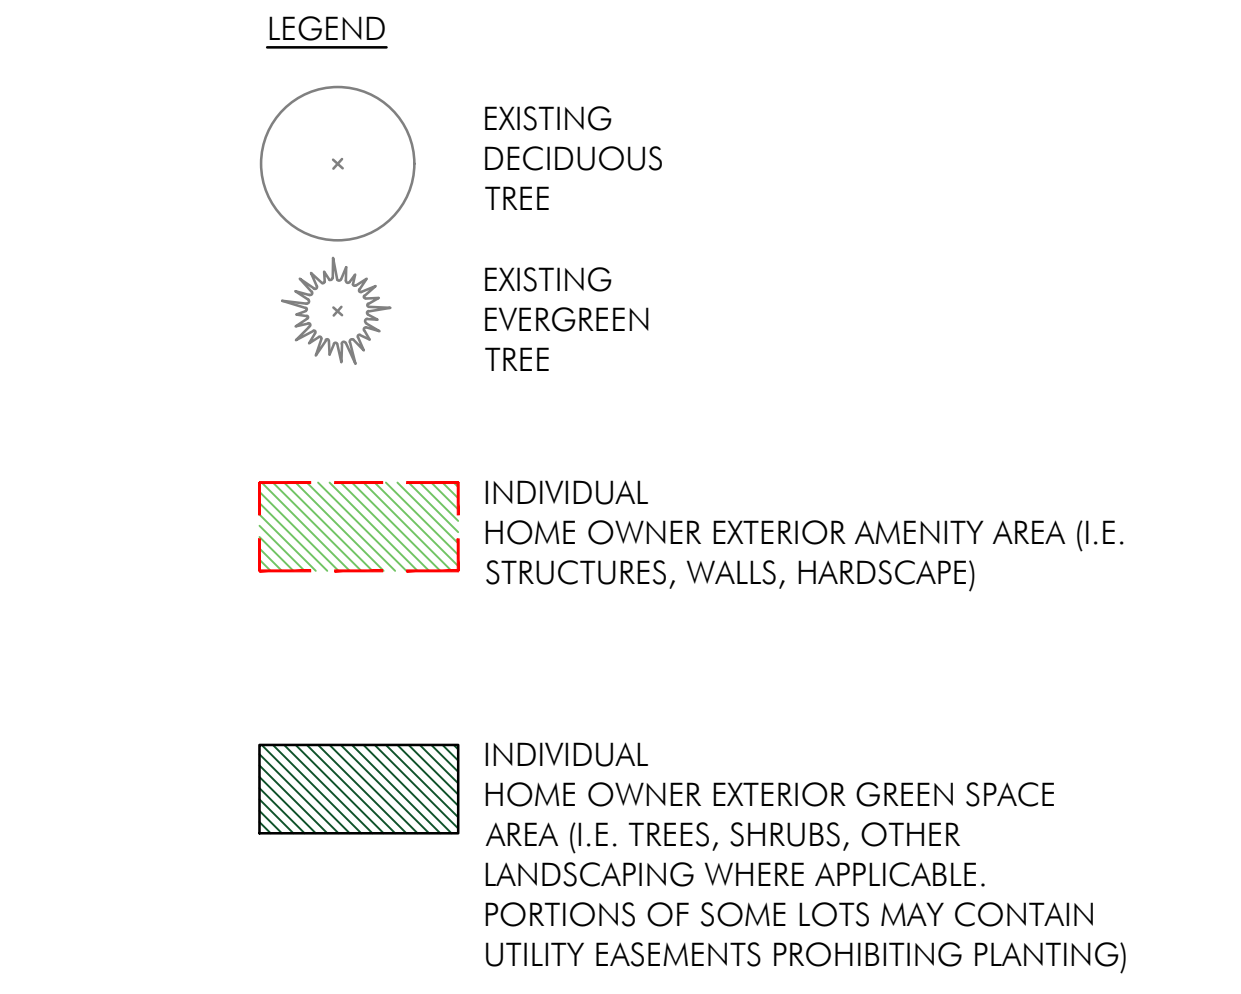 LEGEND
EXISTING
DECIDUOUS
TREE
EXISTING
EVERGREEN
TREE
INDIVIDUAL
HOME OWNER EXTERIOR AMENITY AREA (I.E.
STRUCTURES, WALLS, HARDSCAPE)
INDIVIDUAL
HOME OWNER EXTERIOR GREEN SPACE
AREA (I.E. TREES, SHRUBS, OTHER
LANDSCAPING WHERE APPLICABLE.
PORTIONS OF SOME LOTS MAY CONTAIN
UTILITY EASEMENTS PROHIBITING PLANTING)